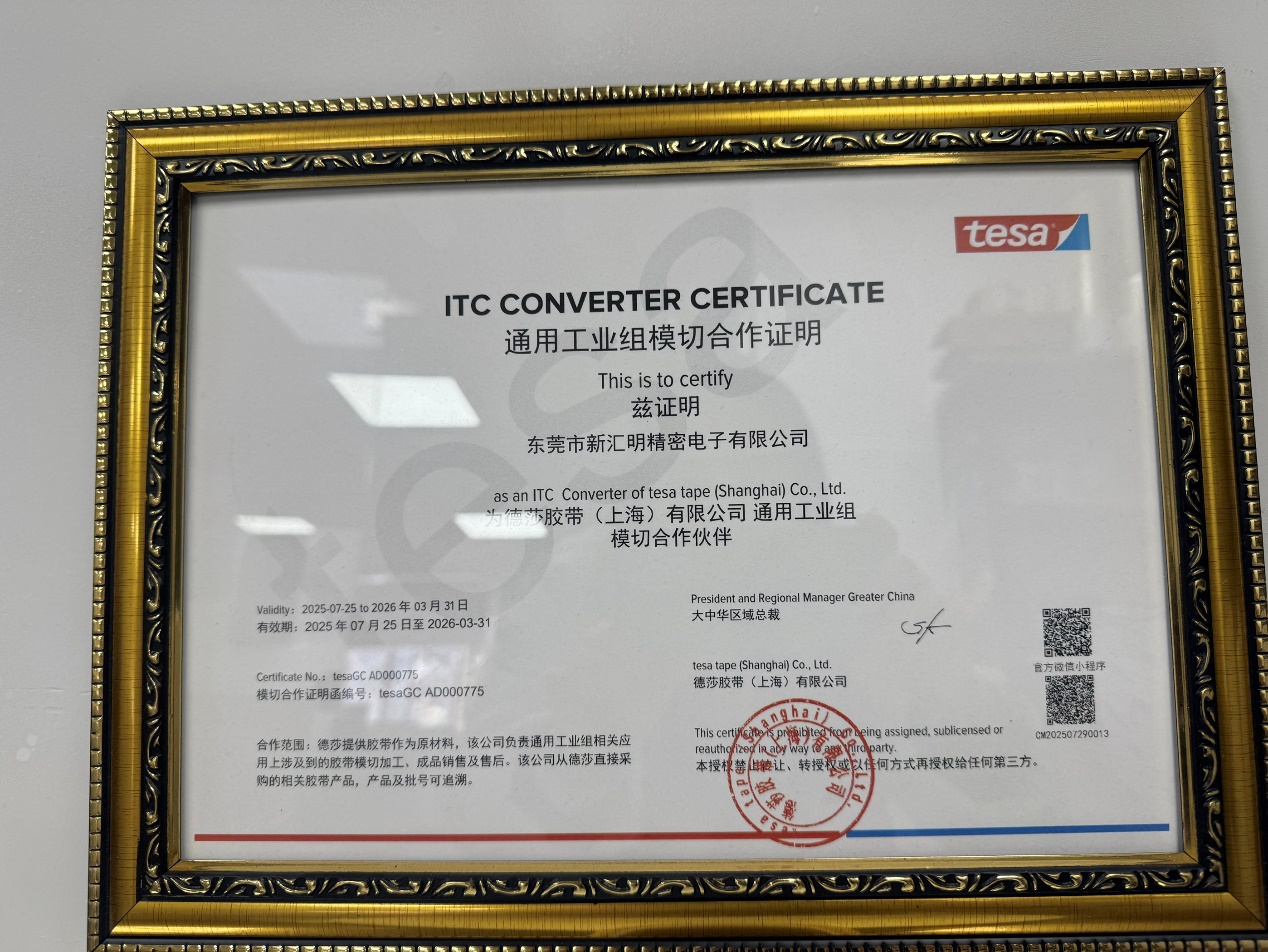 tesa
ITC CONVERTER CERTIFICATE
通用工业组模切合作证明
This is to certify
兹证明
东莞市新汇明精密电子有限公司
as an ITC Converter of tesa tape (Shanghai) Co., Ltd.
为德莎胶带（上海）有限公司 通用工业组
模切合作伙伴
Validity：2025-07-25 to 2026 年 03 月 31 日
有效期：2025 年 07 月 25 日至 2026-03-31
Certificate No.：tesaGC AD000775
模切合作证明函编号：tesaGC AD000775
合作范围：德莎提供胶带作为原材料，该公司负责通用工业组相关应
用上涉及到的胶带模切加工、成品销售及售后。该公司从德莎直接采
购的相关胶带产品，产品及批号可追溯。
President and Regional Manager Greater China
大中华区域总裁
tesa tape (Shanghai) Co., Ltd.
德莎胶带（上海）有限公司
This certificate is prohibited from being assigned, sublicensed or
reauthorized in any way to any third party.
本授权禁止转让、转授权或以任何方式再授权给任何第三方。
官方微信小程序
CM202507290013
tesa tape (Shanghai) Co., Ltd.
tesa